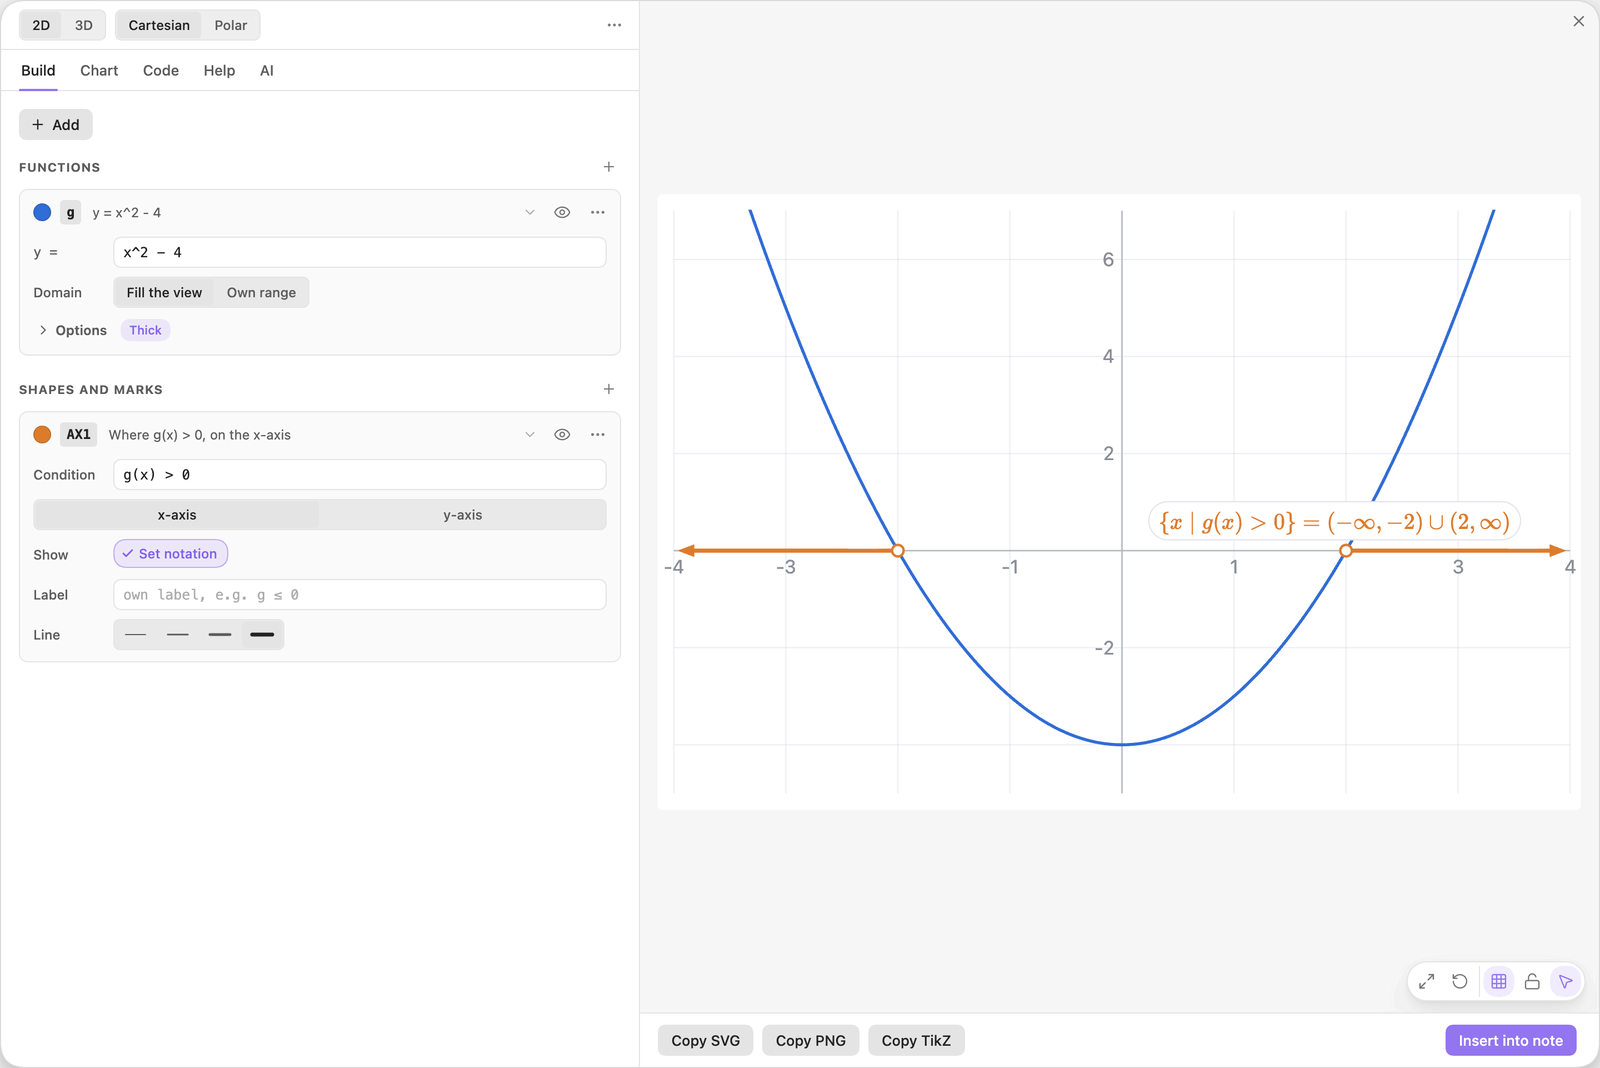 2D 3D Cartesian Polar
Build Chart Code Help AI
+ Add
FUNCTIONS
g y = x^2 - 4
y = x^2 − 4
Domain Fill the view Own range
Options Thick
SHAPES AND MARKS
AX1 Where g(x) > 0, on the x-axis
Condition g(x) > 0
x-axis y-axis
Show ✓ Set notation
Label own label, e.g. g ≤ 0
Line
6
4
2
{x | g(x) > 0} = (−∞, −2) ∪ (2, ∞)
-4 -3 -1 1 3 4
-2
Copy SVG Copy PNG Copy TikZ Insert into note